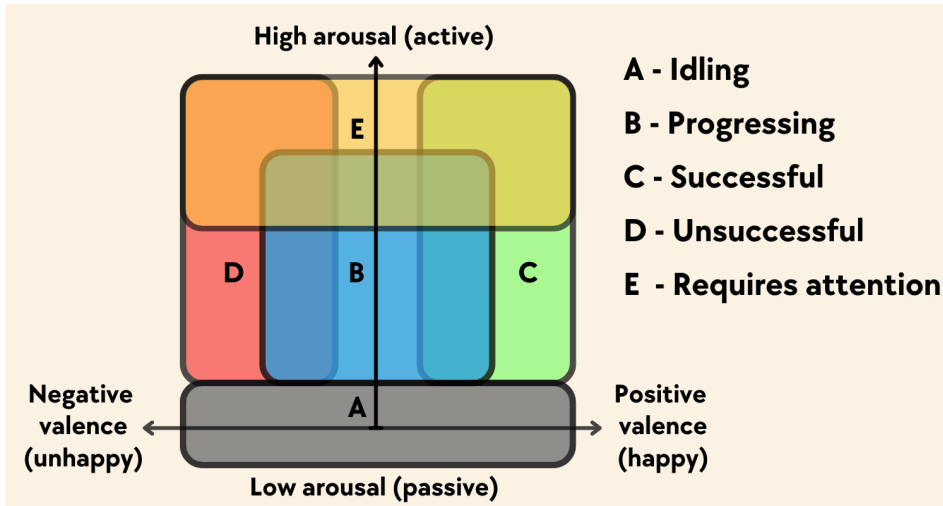 High arousal (active)
A - Idling
B - Progressing
C - Successful
D - Unsuccessful
E - Requires attention
E
D
B
C
A
Negative
valence
(unhappy)
Positive
valence
(happy)
Low arousal (passive)